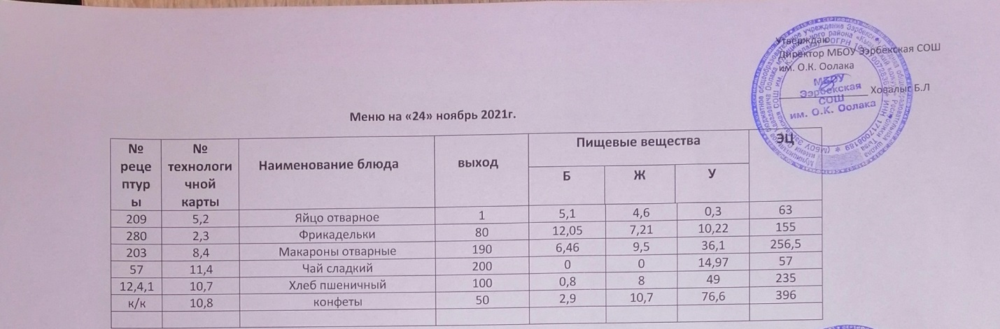 Утверждаю
Директор МБОУ Ээрбекская СОШ
им. О.К. Оолака
Ховалыг Б.Л
МБОУ
Ээрбекская
СОШ
им. О.К. Оолака
Меню на «24» ноябрь 2021г.
№ рецептуры № технологичной карты Наименование блюда выход Пищевые вещества ЭЦ
Б Ж У
209 5,2 Яйцо отварное 1 5,1 4,6 0,3 63
280 2,3 Фрикадельки 80 12,05 7,21 10,22 155
203 8,4 Макароны отварные 190 6,46 9,5 36,1 256,5
57 11,4 Чай сладкий 200 0 0 14,97 57
12,4,1 10,7 Хлеб пшеничный 100 0,8 8 49 235
к/к 10,8 конфеты 50 2,9 10,7 76,6 396